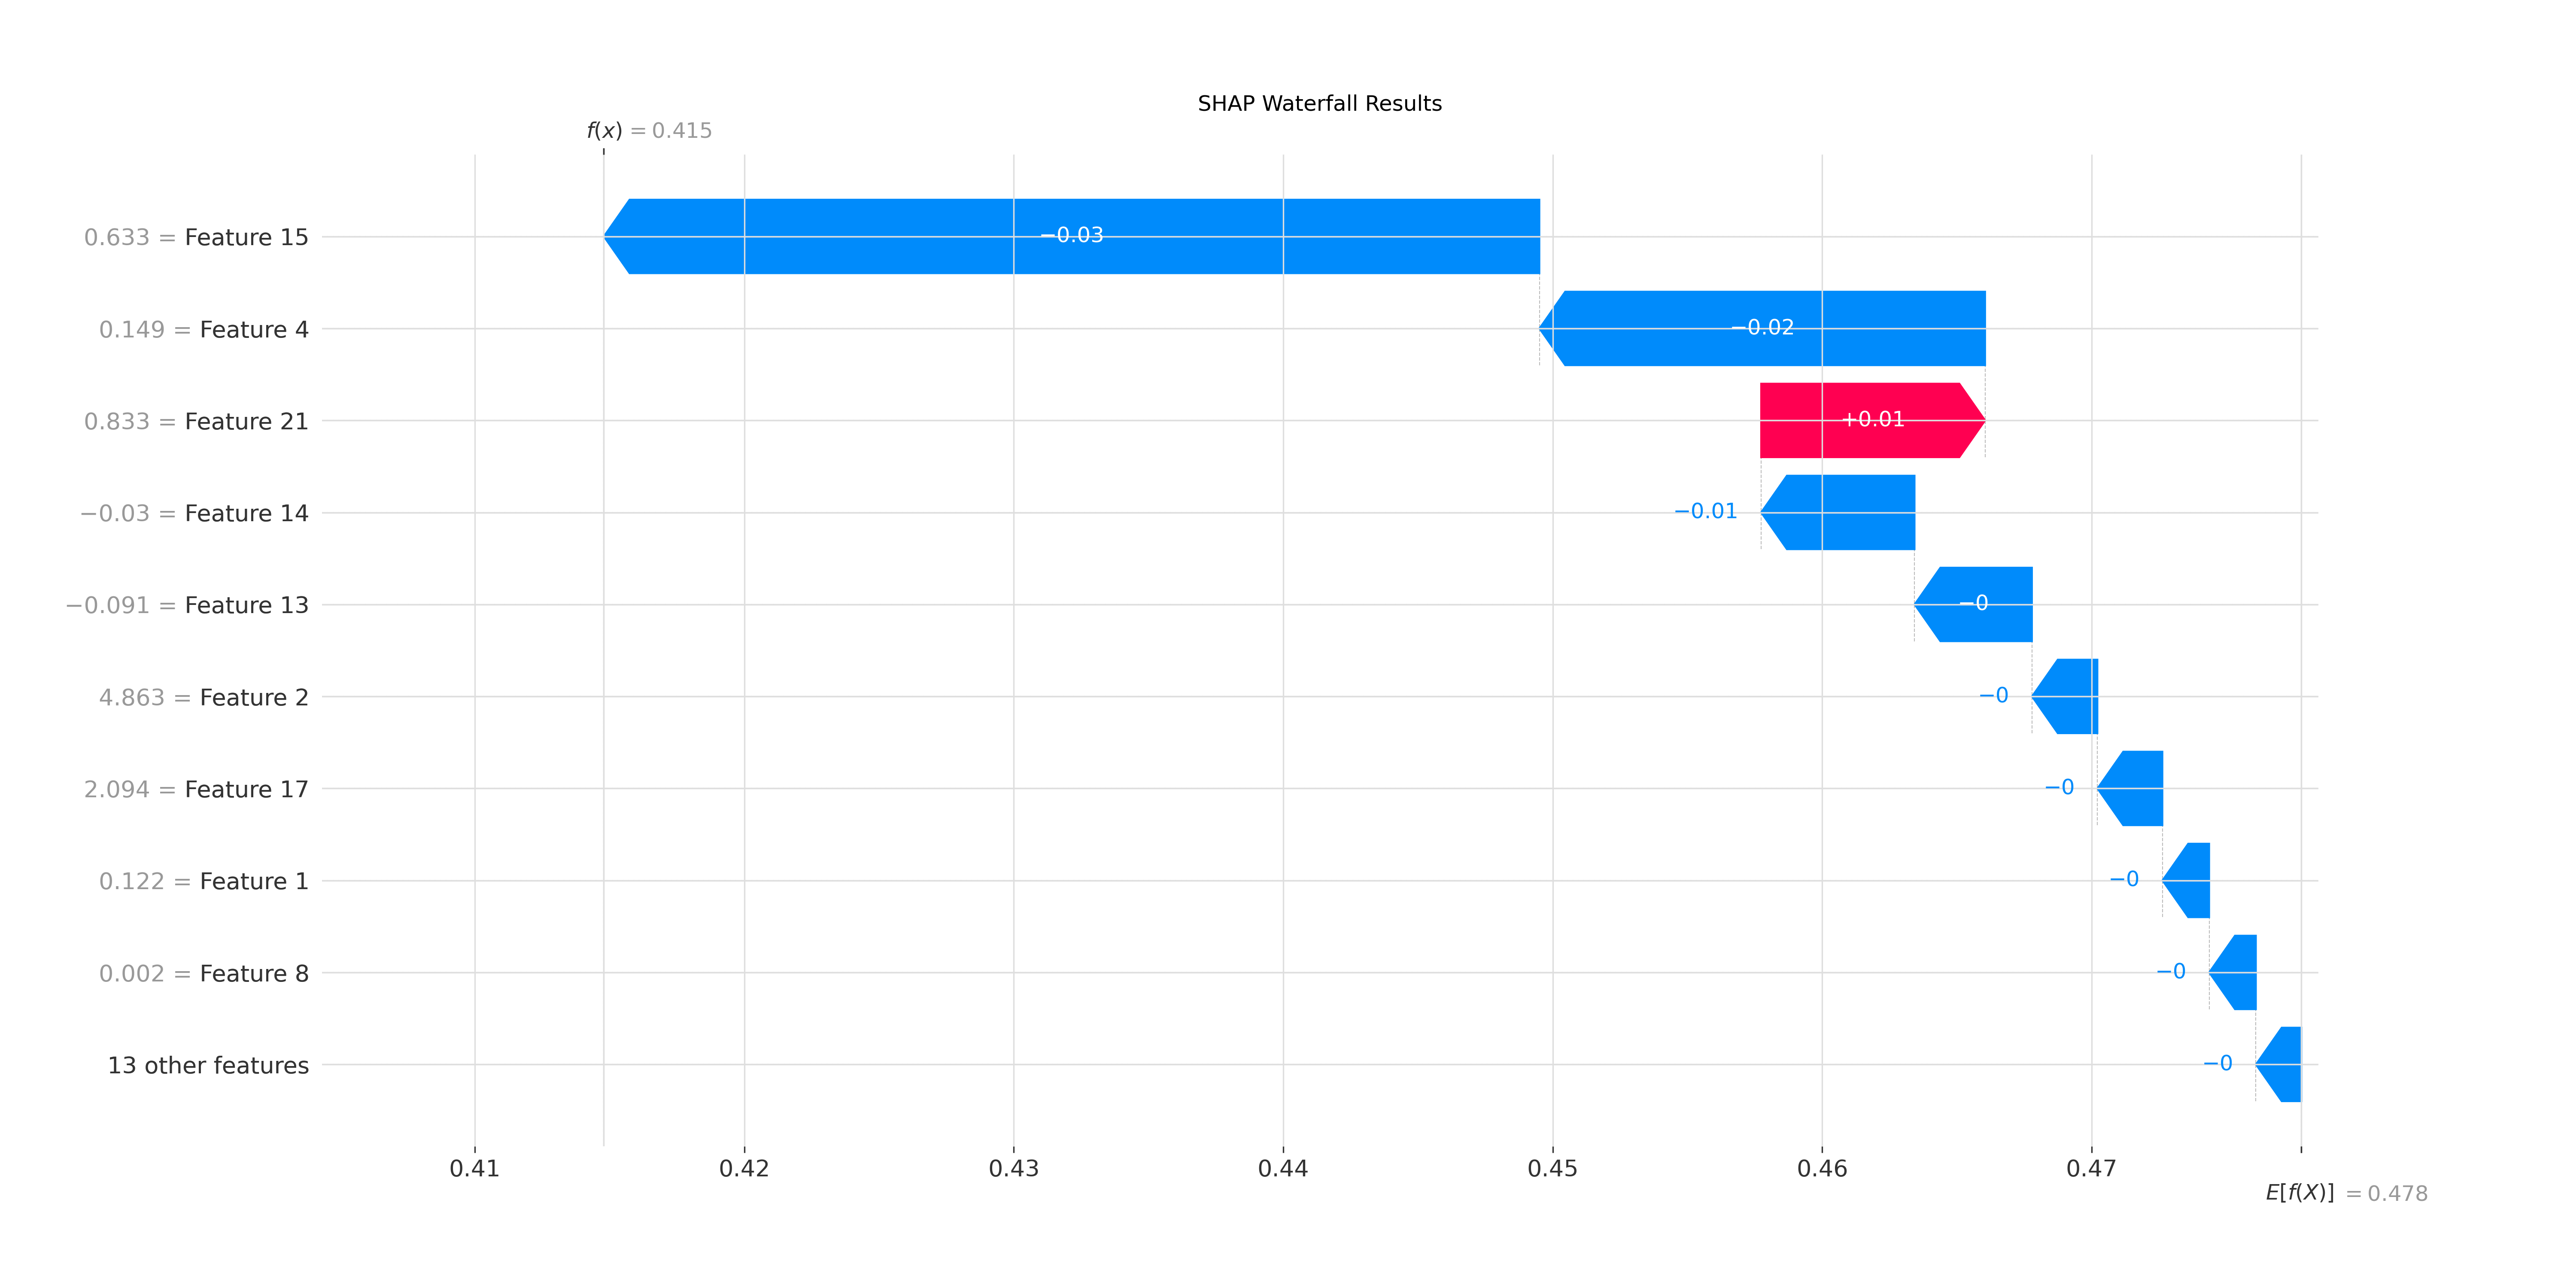 SHAP Waterfall Results
f(x) = 0.415
0.633 = Feature 15
−0.03
0.149 = Feature 4
−0.02
0.833 = Feature 21
+0.01
−0.03 = Feature 14
−0.01
−0.091 = Feature 13
−0
4.863 = Feature 2
−0
2.094 = Feature 17
−0
0.122 = Feature 1
−0
0.002 = Feature 8
−0
13 other features
−0
0.41 0.42 0.43 0.44 0.45 0.46 0.47
E[f(X)] = 0.478